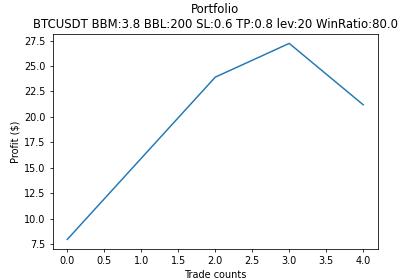 Portfolio
BTCUSDT BBM:3.8 BBL:200 SL:0.6 TP:0.8 lev:20 WinRatio:80.0
27.5
25.0
22.5
20.0
17.5
15.0
12.5
10.0
7.5
Profit ($)
0.0 0.5 1.0 1.5 2.0 2.5 3.0 3.5 4.0
Trade counts